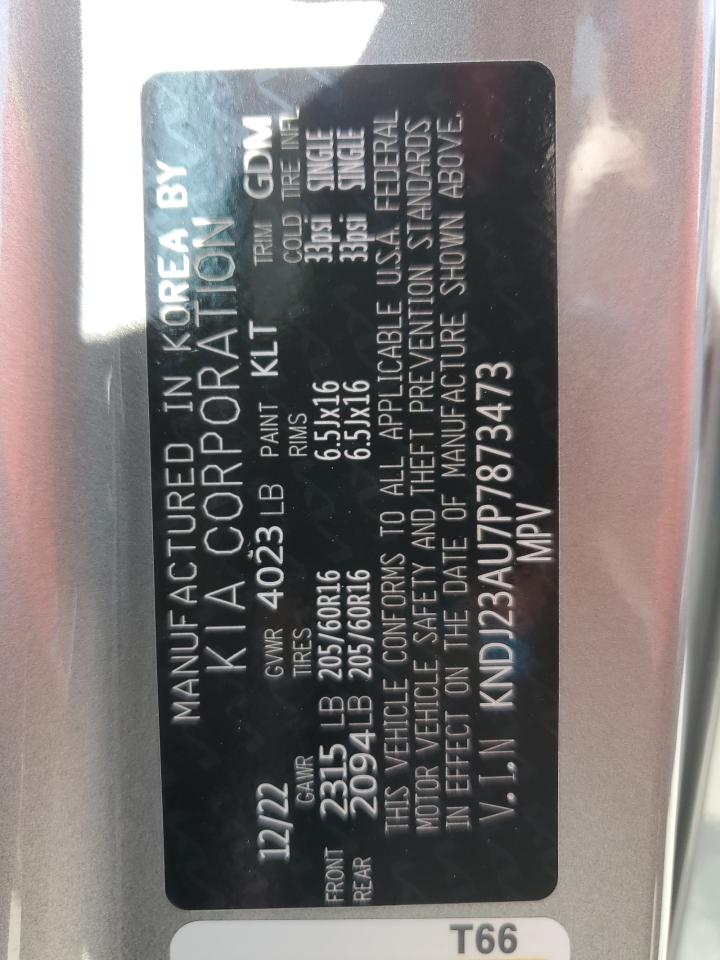 MANUFACTURED IN KOREA BY
KIA CORPORATION
12/22 GVWR 4023 LB PAINT KLT TRIM GDM
GAWR TIRES RIMS COLD TIRE INFL
FRONT 2315 LB 205/60R16 6.5Jx16 33psi SINGLE
REAR 2094 LB 205/60R16 6.5Jx16 33psi SINGLE
THIS VEHICLE CONFORMS TO ALL APPLICABLE U.S.A. FEDERAL
MOTOR VEHICLE SAFETY AND THEFT PREVENTION STANDARDS
IN EFFECT ON THE DATE OF MANUFACTURE SHOWN ABOVE.
V.I.N KNDJ23AU7P7873473
MPV
T66